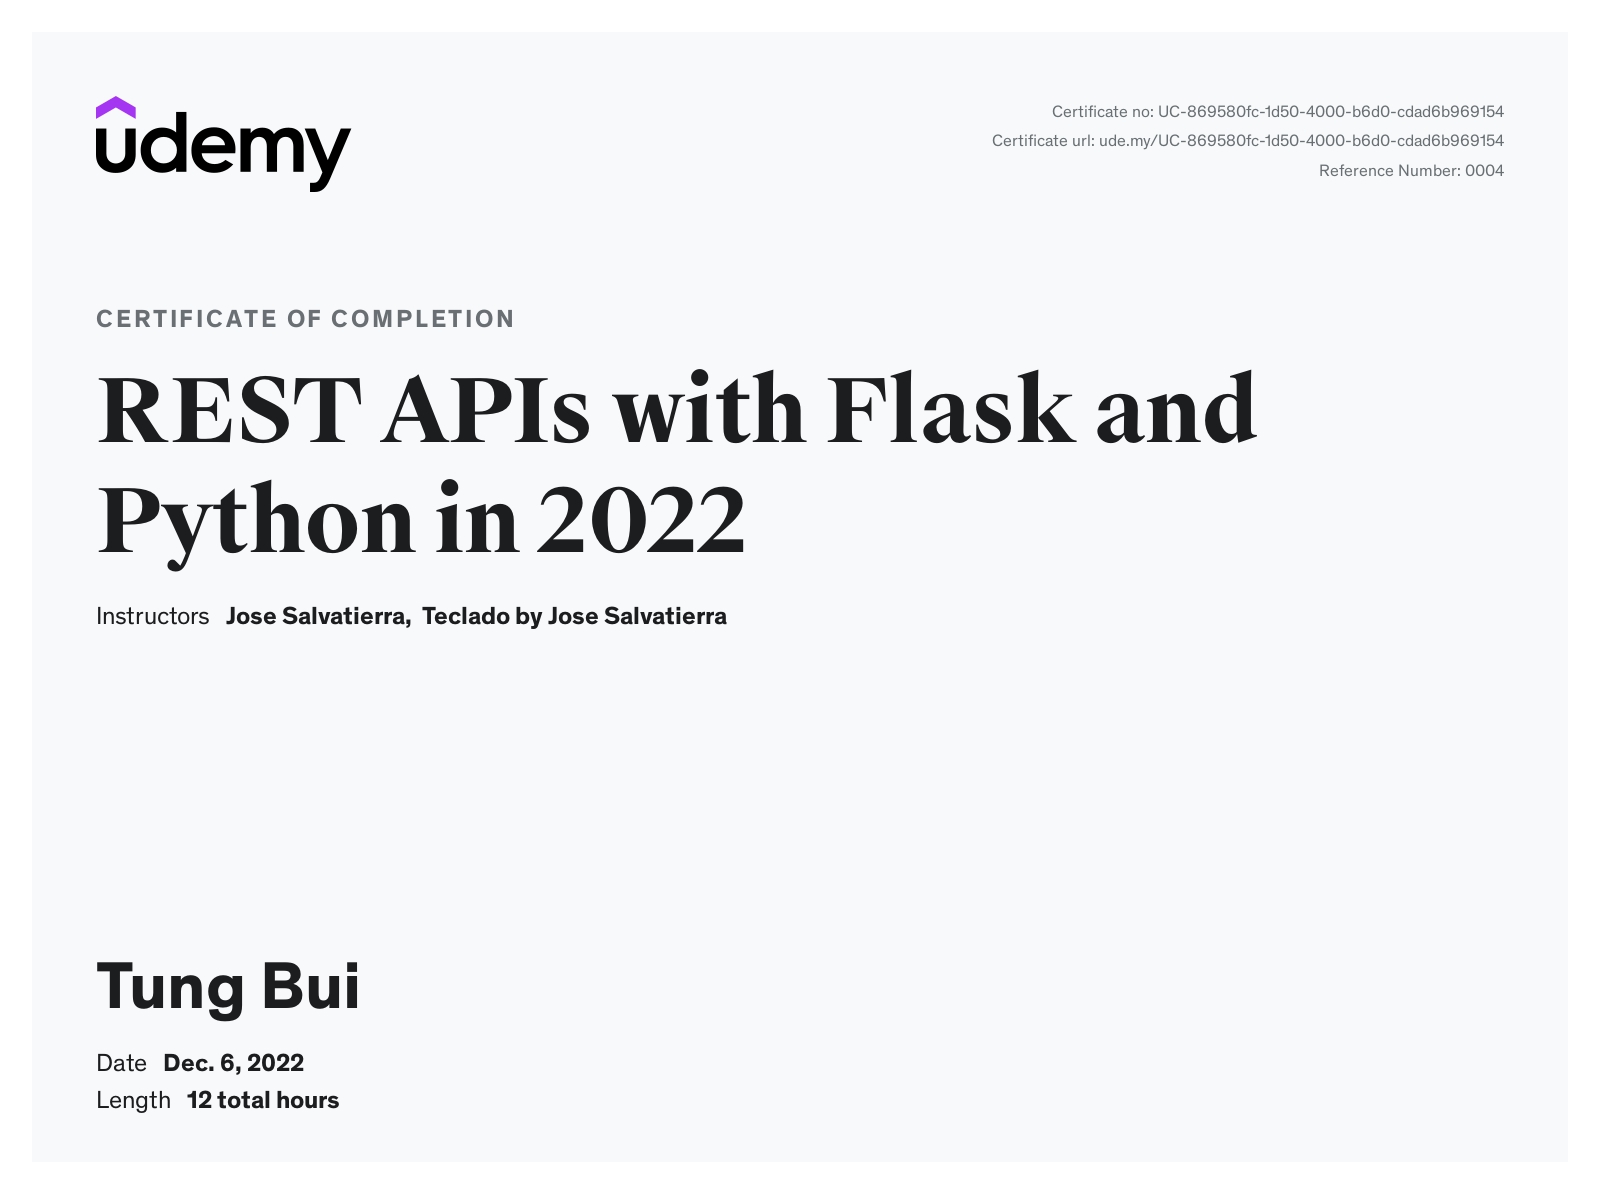 udemy
Certificate no: UC-869580fc-1d50-4000-b6d0-cdad6b969154
Certificate url: ude.my/UC-869580fc-1d50-4000-b6d0-cdad6b969154
Reference Number: 0004
CERTIFICATE OF COMPLETION
REST APIs with Flask and
Python in 2022
Instructors Jose Salvatierra, Teclado by Jose Salvatierra
Tung Bui
Date Dec. 6, 2022
Length 12 total hours